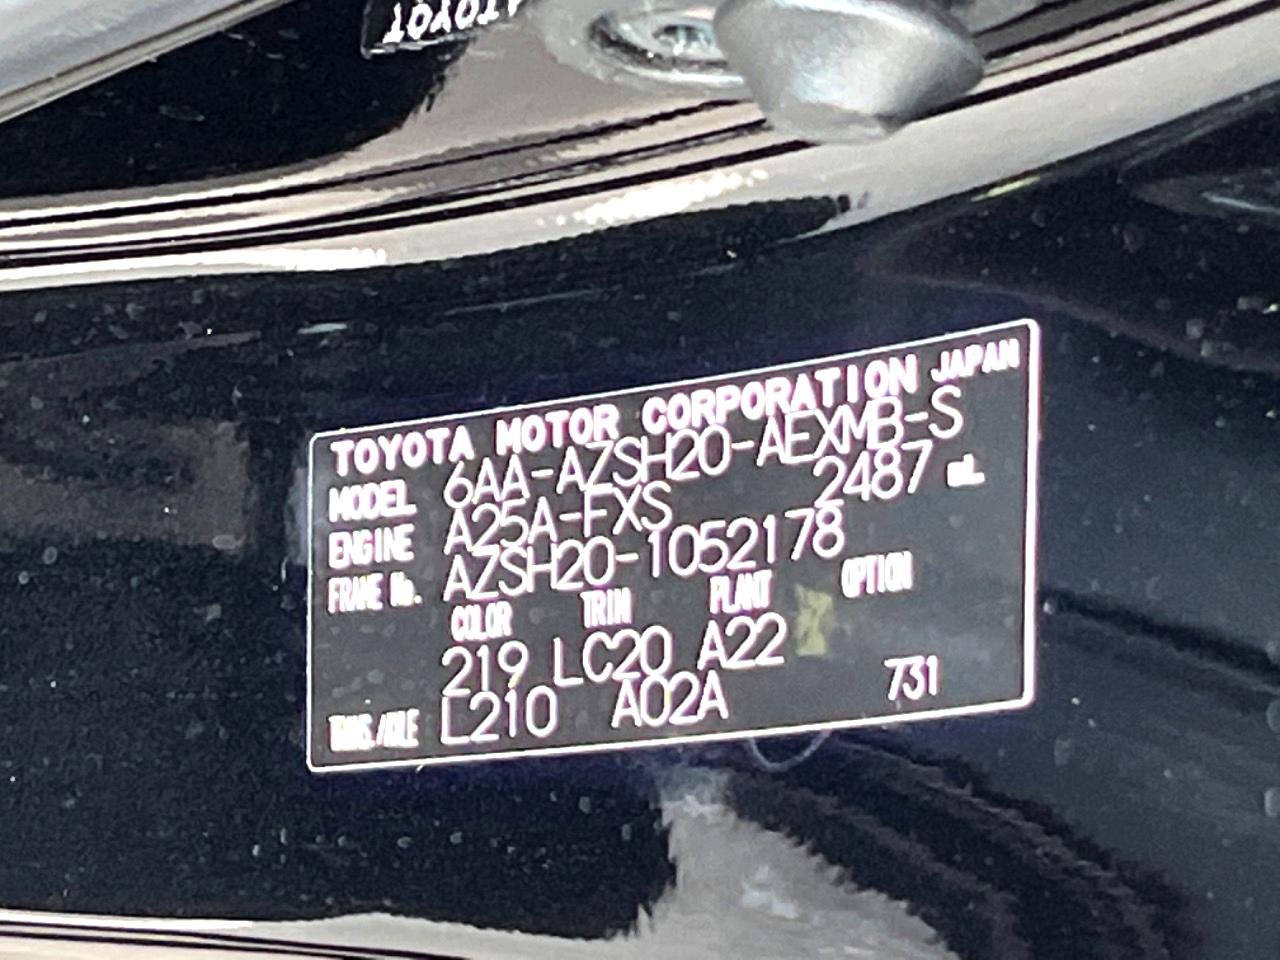 TOYOTA
TOYOTA MOTOR CORPORATION JAPAN
MODEL 6AA-AZSH20-AEXMB-S
ENGINE A25A-FXS 2487 mL
FRAME No. AZSH20-1052178
COLOR TRIM PLANT OPTION
219 LC20 A22
TRANS./AXLE L210 A02A 731